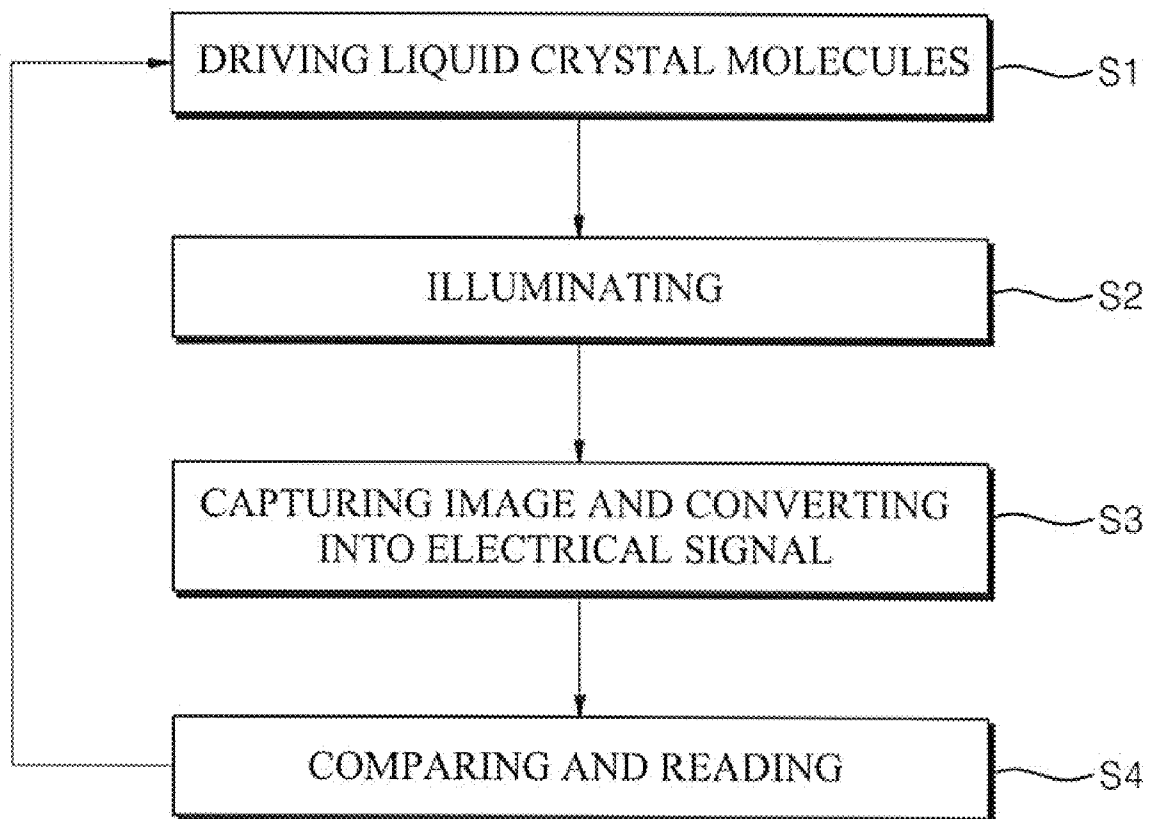 DRIVING LIQUID CRYSTAL MOLECULES
S1
ILLUMINATING
S2
CAPTURING IMAGE AND CONVERTING
INTO ELECTRICAL SIGNAL
S3
COMPARING AND READING
S4